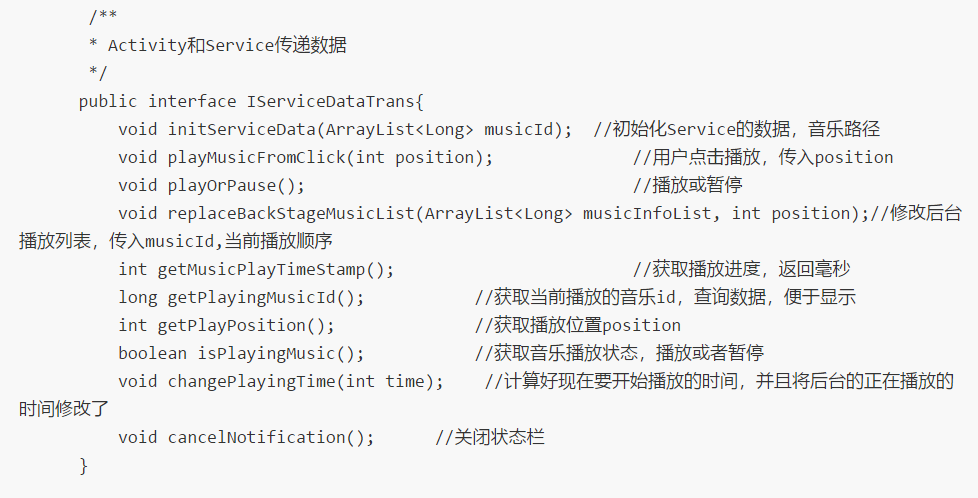 /**
* Activity和Service传递数据
*/
public interface IServiceDataTrans{
void initServiceData(ArrayList<Long> musicId);  //初始化Service的数据，音乐路径
void playMusicFromClick(int position);              //用户点击播放，传入position
void playOrPause();                                 //播放或暂停
void replaceBackStageMusicList(ArrayList<Long> musicInfoList, int position);//修改后台
播放列表，传入musicId,当前播放顺序
int getMusicPlayTimeStamp();                        //获取播放进度，返回毫秒
long getPlayingMusicId();           //获取当前播放的音乐id，查询数据，便于显示
int getPlayPosition();              //获取播放位置position
boolean isPlayingMusic();           //获取音乐播放状态，播放或者暂停
void changePlayingTime(int time);    //计算好现在要开始播放的时间，并且将后台的正在播放的
时间修改了
void cancelNotification();      //关闭状态栏
}